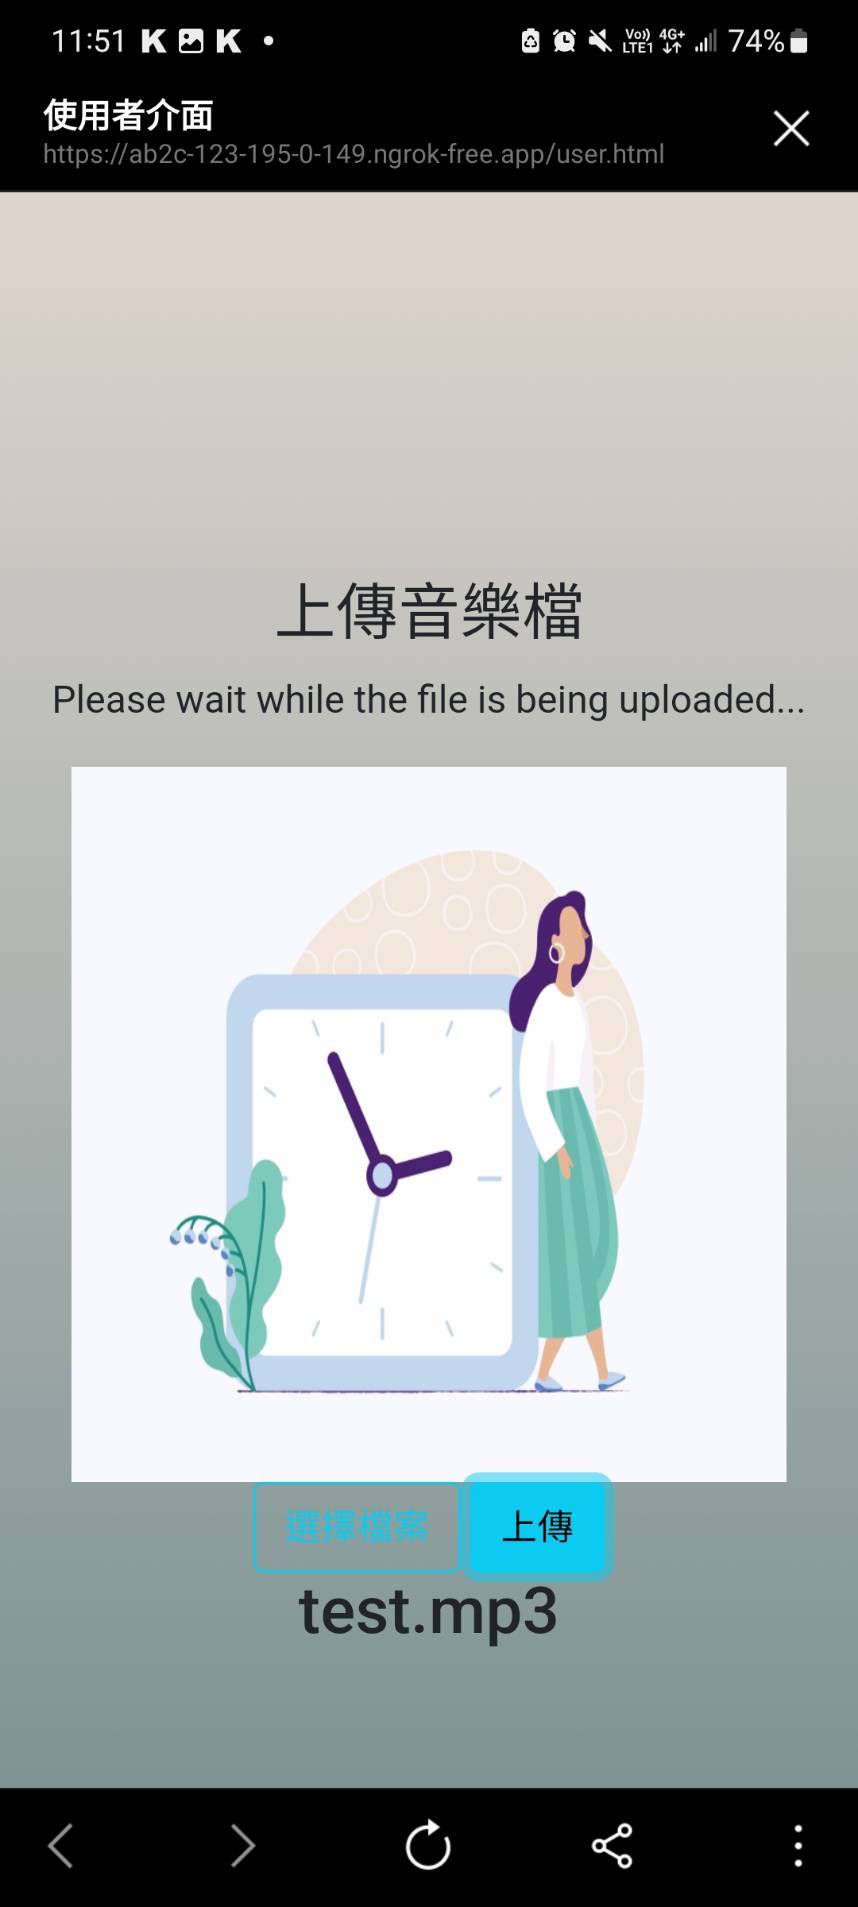 11:51 K K
Vo)) LTE1 4G+ 74%
使用者介面
https://ab2c-123-195-0-149.ngrok-free.app/user.html
上傳音樂檔
Please wait while the file is being uploaded...
選擇檔案 上傳
test.mp3